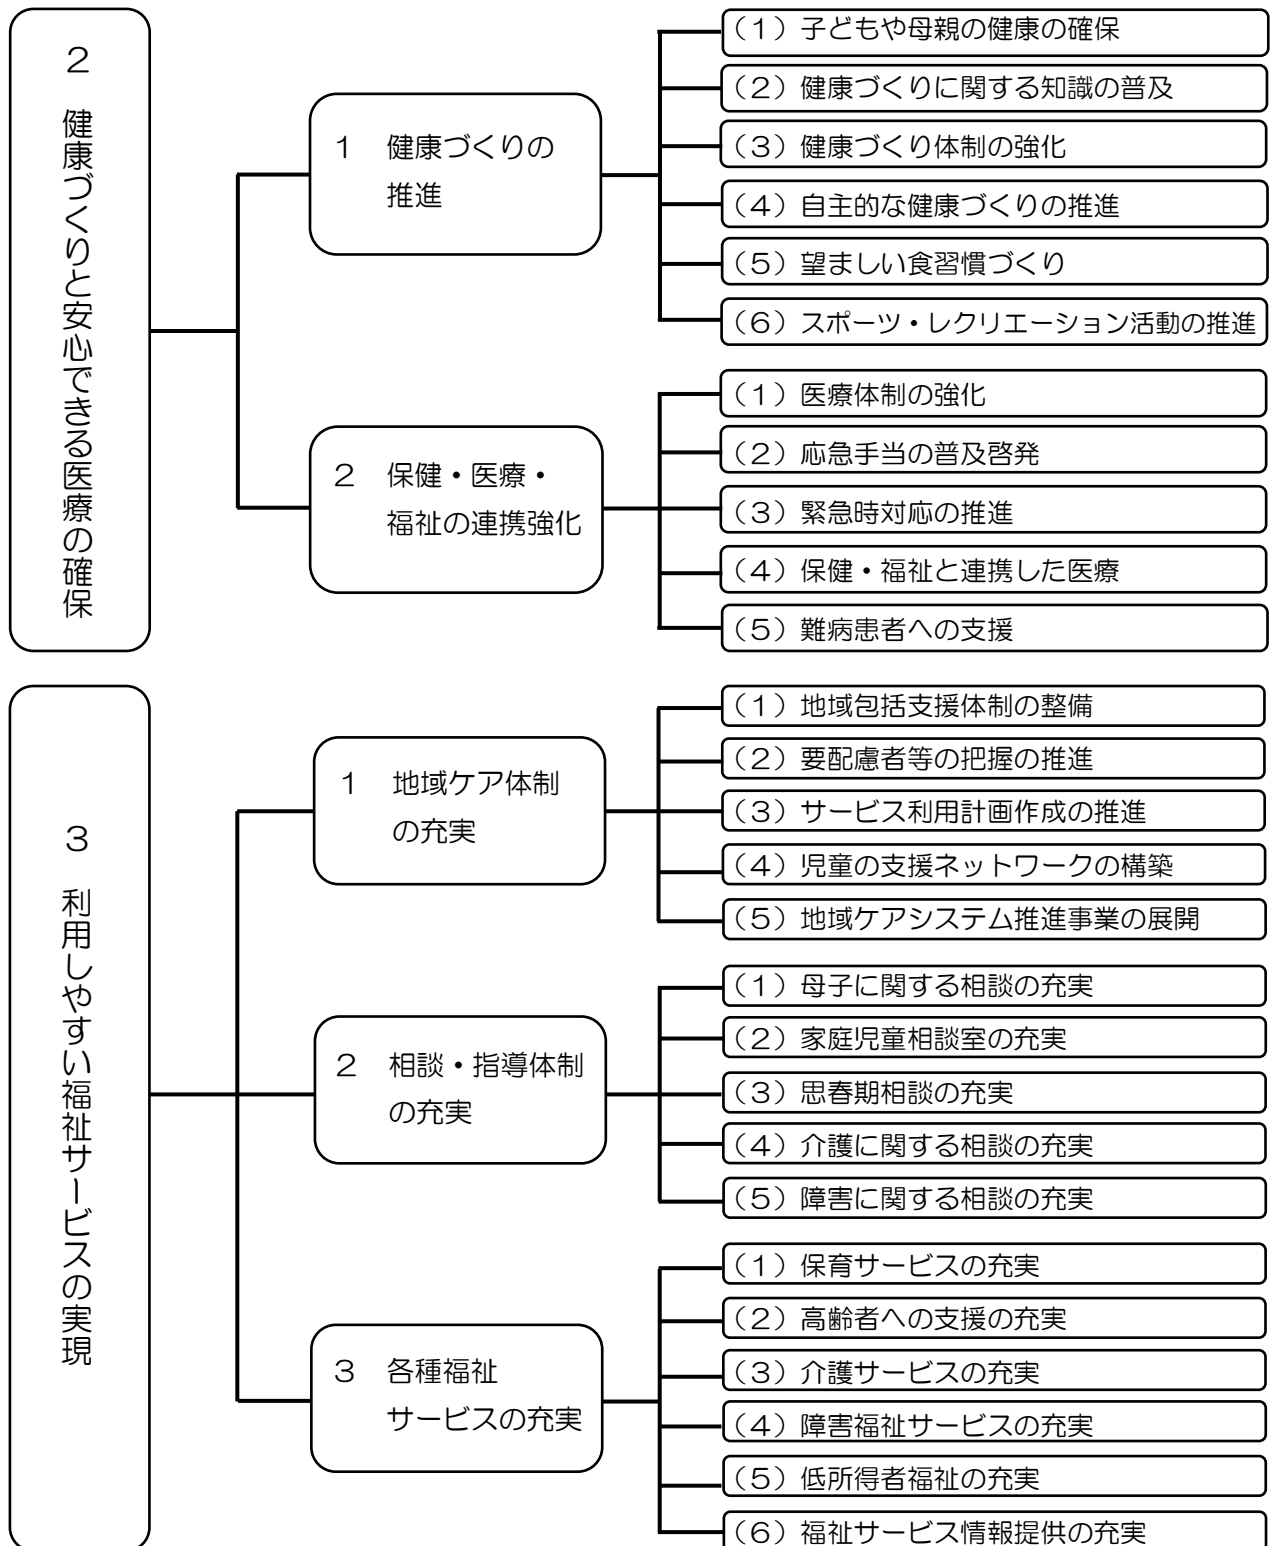 2　健康づくりと安心できる医療の確保
1　健康づくりの
推進
（1）子どもや母親の健康の確保
（2）健康づくりに関する知識の普及
（3）健康づくり体制の強化
（4）自主的な健康づくりの推進
（5）望ましい食習慣づくり
（6）スポーツ・レクリエーション活動の推進
2　保健・医療・
福祉の連携強化
（1）医療体制の強化
（2）応急手当の普及啓発
（3）緊急時対応の推進
（4）保健・福祉と連携した医療
（5）難病患者への支援
3　利用しやすい福祉サービスの実現
1　地域ケア体制
の充実
（1）地域包括支援体制の整備
（2）要配慮者等の把握の推進
（3）サービス利用計画作成の推進
（4）児童の支援ネットワークの構築
（5）地域ケアシステム推進事業の展開
2　相談・指導体制
の充実
（1）母子に関する相談の充実
（2）家庭児童相談室の充実
（3）思春期相談の充実
（4）介護に関する相談の充実
（5）障害に関する相談の充実
3　各種福祉
サービスの充実
（1）保育サービスの充実
（2）高齢者への支援の充実
（3）介護サービスの充実
（4）障害福祉サービスの充実
（5）低所得者福祉の充実
（6）福祉サービス情報提供の充実